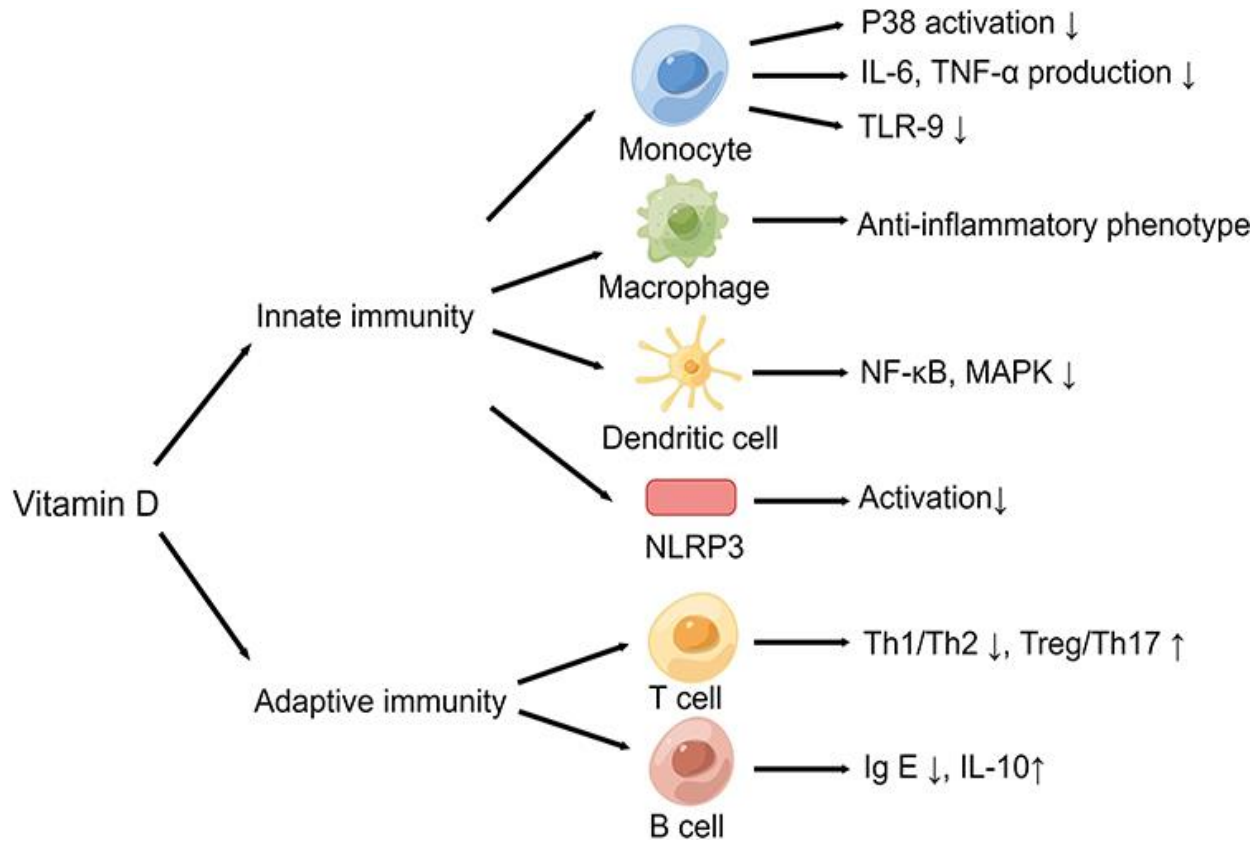 P38 activation ↓
IL-6, TNF-α production ↓
TLR-9 ↓
Monocyte
Anti-inflammatory phenotype
Macrophage
Innate immunity
NF-κB, MAPK ↓
Dendritic cell
Vitamin D
Activation↓
NLRP3
Th1/Th2 ↓, Treg/Th17 ↑
T cell
Adaptive immunity
Ig E ↓, IL-10↑
B cell